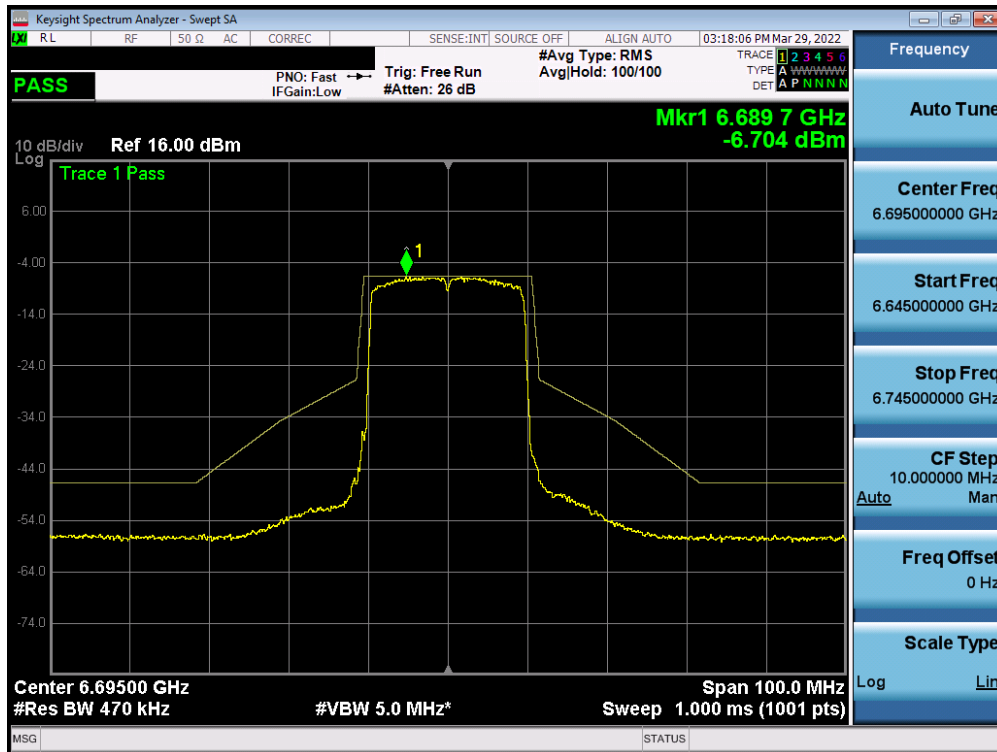 Keysight Spectrum Analyzer - Swept SA
LXI RL RF 50 Ω AC CORREC SENSE:INT SOURCE OFF ALIGN AUTO 03:18:06 PM Mar 29, 2022
PASS
PNO: Fast
IFGain:Low
Trig: Free Run
#Atten: 26 dB
#Avg Type: RMS
Avg|Hold: 100/100
TRACE 1 2 3 4 5 6
TYPE A WWWWW
DET A P N N N N
Mkr1 6.689 7 GHz
-6.704 dBm
10 dB/div Ref 16.00 dBm
Log
Trace 1 Pass
1
6.00
-4.00
-14.0
-24.0
-34.0
-44.0
-54.0
-64.0
-74.0
Center 6.69500 GHz Span 100.0 MHz
#Res BW 470 kHz #VBW 5.0 MHz* Sweep 1.000 ms (1001 pts)
MSG STATUS
Frequency
Auto Tune
Center Freq
6.695000000 GHz
Start Freq
6.645000000 GHz
Stop Freq
6.745000000 GHz
CF Step
10.000000 MHz
Auto Man
Freq Offset
0 Hz
Scale Type
Log Lin